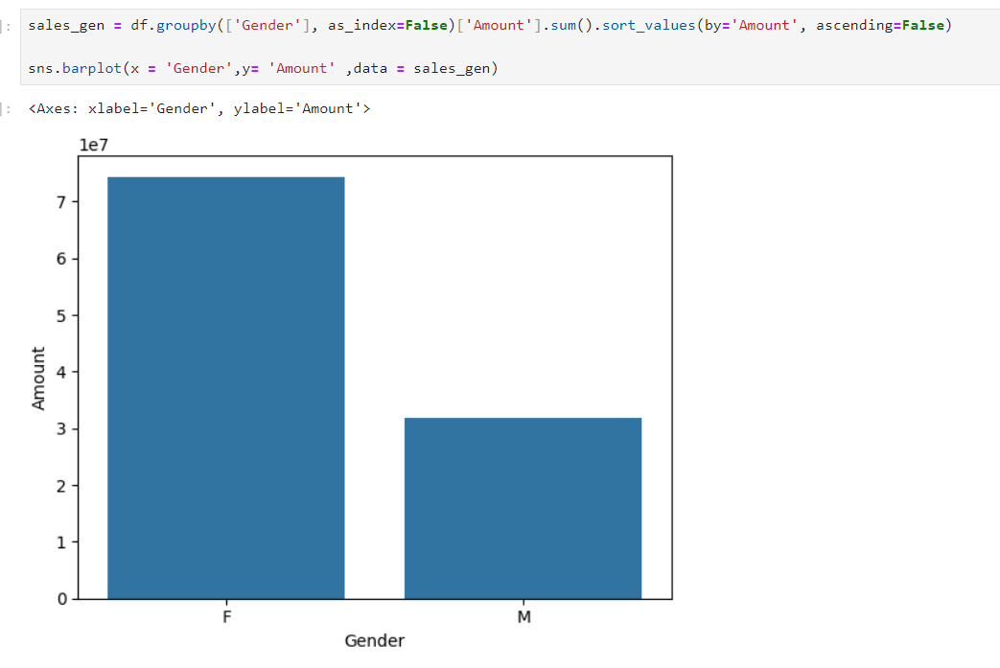 ]: sales_gen = df.groupby(['Gender'], as_index=False)['Amount'].sum().sort_values(by='Amount', ascending=False)
sns.barplot(x = 'Gender',y= 'Amount' ,data = sales_gen)
]: <Axes: xlabel='Gender', ylabel='Amount'>
1e7
7
6
5
4
3
2
1
0
Amount
F M
Gender